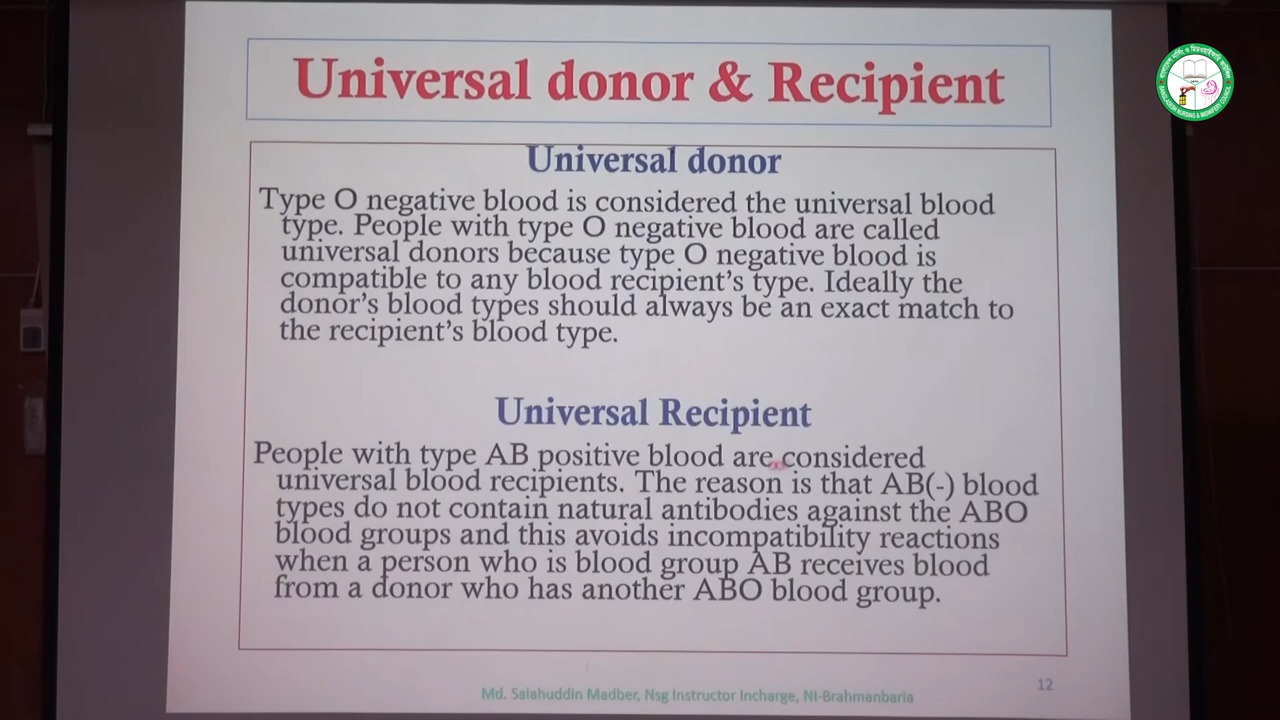 Universal donor & Recipient
Universal donor
Type O negative blood is considered the universal blood
type. People with type O negative blood are called
universal donors because type O negative blood is
compatible to any blood recipient's type. Ideally the
donor's blood types should always be an exact match to
the recipient's blood type.
Universal Recipient
People with type AB positive blood are considered
universal blood recipients. The reason is that AB(-) blood
types do not contain natural antibodies against the ABO
blood groups and this avoids incompatibility reactions
when a person who is blood group AB receives blood
from a donor who has another ABO blood group.
Md. Salahuddin Madber, Nsg Instructor Incharge, NI-Brahmanbaria
12
BANGLADESH NURSING & MIDWIFERY COUNCIL